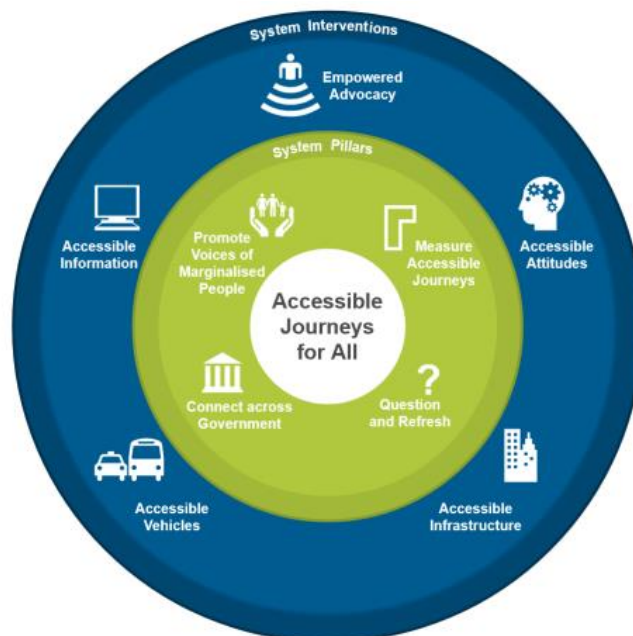 System Interventions
Empowered
Advocacy
System Pillars
Accessible
Information
Promote
Voices of
Marginalised
People
Measure
Accessible
Journeys
Accessible
Attitudes
Accessible
Journeys
for All
Connect across
Government
?
Question
and Refresh
Accessible
Vehicles
Accessible
Infrastructure